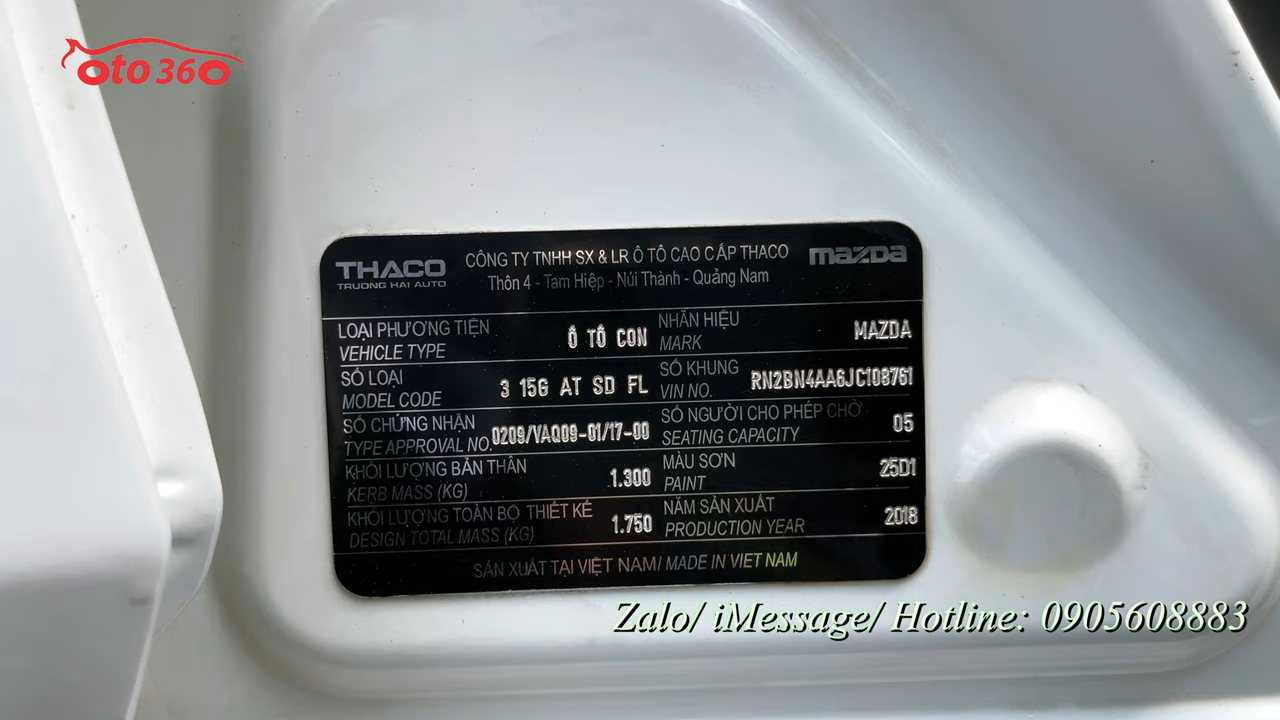 oto360
THACO
TRUONG HAI AUTO
CÔNG TY TNHH SX & LR Ô TÔ CAO CẤP THACO
Thôn 4 - Tam Hiệp - Núi Thành - Quảng Nam
mazda
LOẠI PHƯƠNG TIỆN
VEHICLE TYPE
Ô TÔ CON
NHÃN HIỆU
MARK
MAZDA
SỐ LOẠI
MODEL CODE
3 15G AT SD FL
SỐ KHUNG
VIN NO.
RN2BN4AA6JC108761
SỐ CHỨNG NHẬN
TYPE APPROVAL NO.
0209/VAQ09-01/17-00
SỐ NGƯỜI CHO PHÉP CHỞ
SEATING CAPACITY
05
KHỐI LƯỢNG BẢN THÂN
KERB MASS (KG)
1.300
MÀU SƠN
PAINT
25D1
KHỐI LƯỢNG TOÀN BỘ THIẾT KẾ
DESIGN TOTAL MASS (KG)
1.750
NĂM SẢN XUẤT
PRODUCTION YEAR
2018
SẢN XUẤT TẠI VIỆT NAM/ MADE IN VIET NAM
Zalo/ iMessage/ Hotline: 0905608883